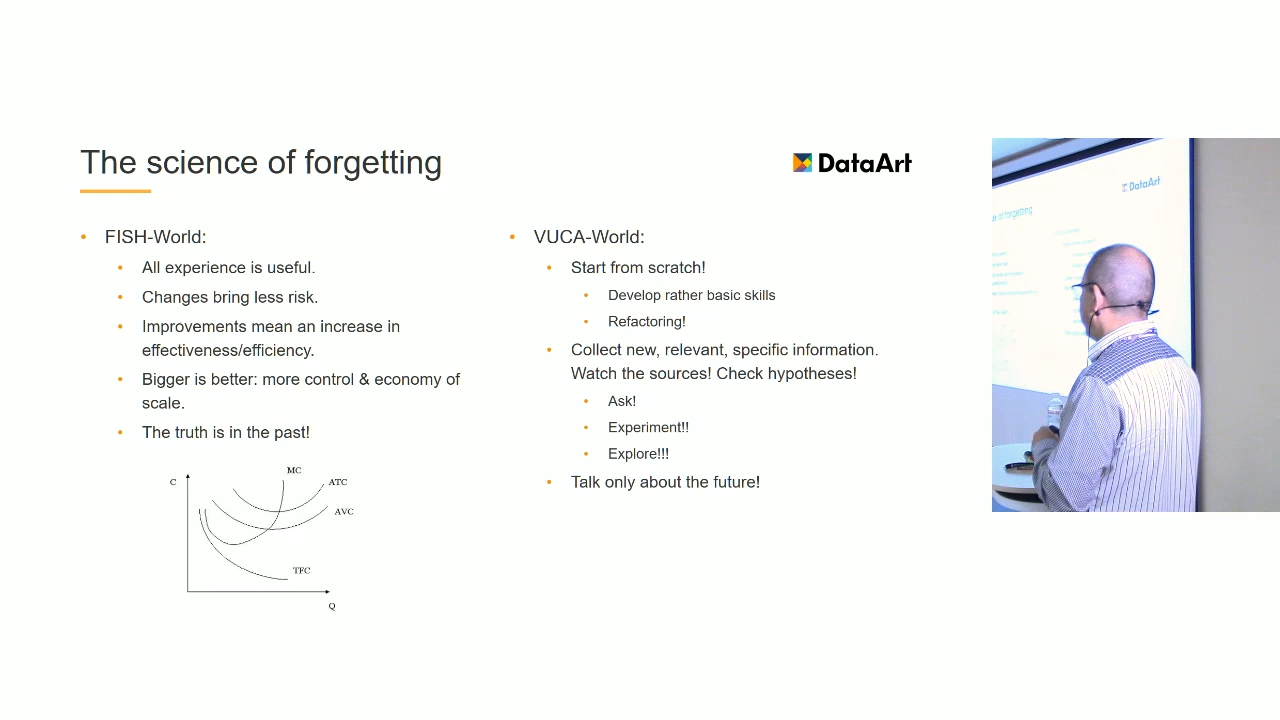 The science of forgetting
DataArt
FISH-World:
All experience is useful.
Changes bring less risk.
Improvements mean an increase in
effectiveness/efficiency.
Bigger is better: more control & economy of
scale.
The truth is in the past!
C
MC
ATC
AVC
TFC
Q
VUCA-World:
Start from scratch!
Develop rather basic skills
Refactoring!
Collect new, relevant, specific information.
Watch the sources! Check hypotheses!
Ask!
Experiment!!
Explore!!!
Talk only about the future!
DataArt
of forgetting